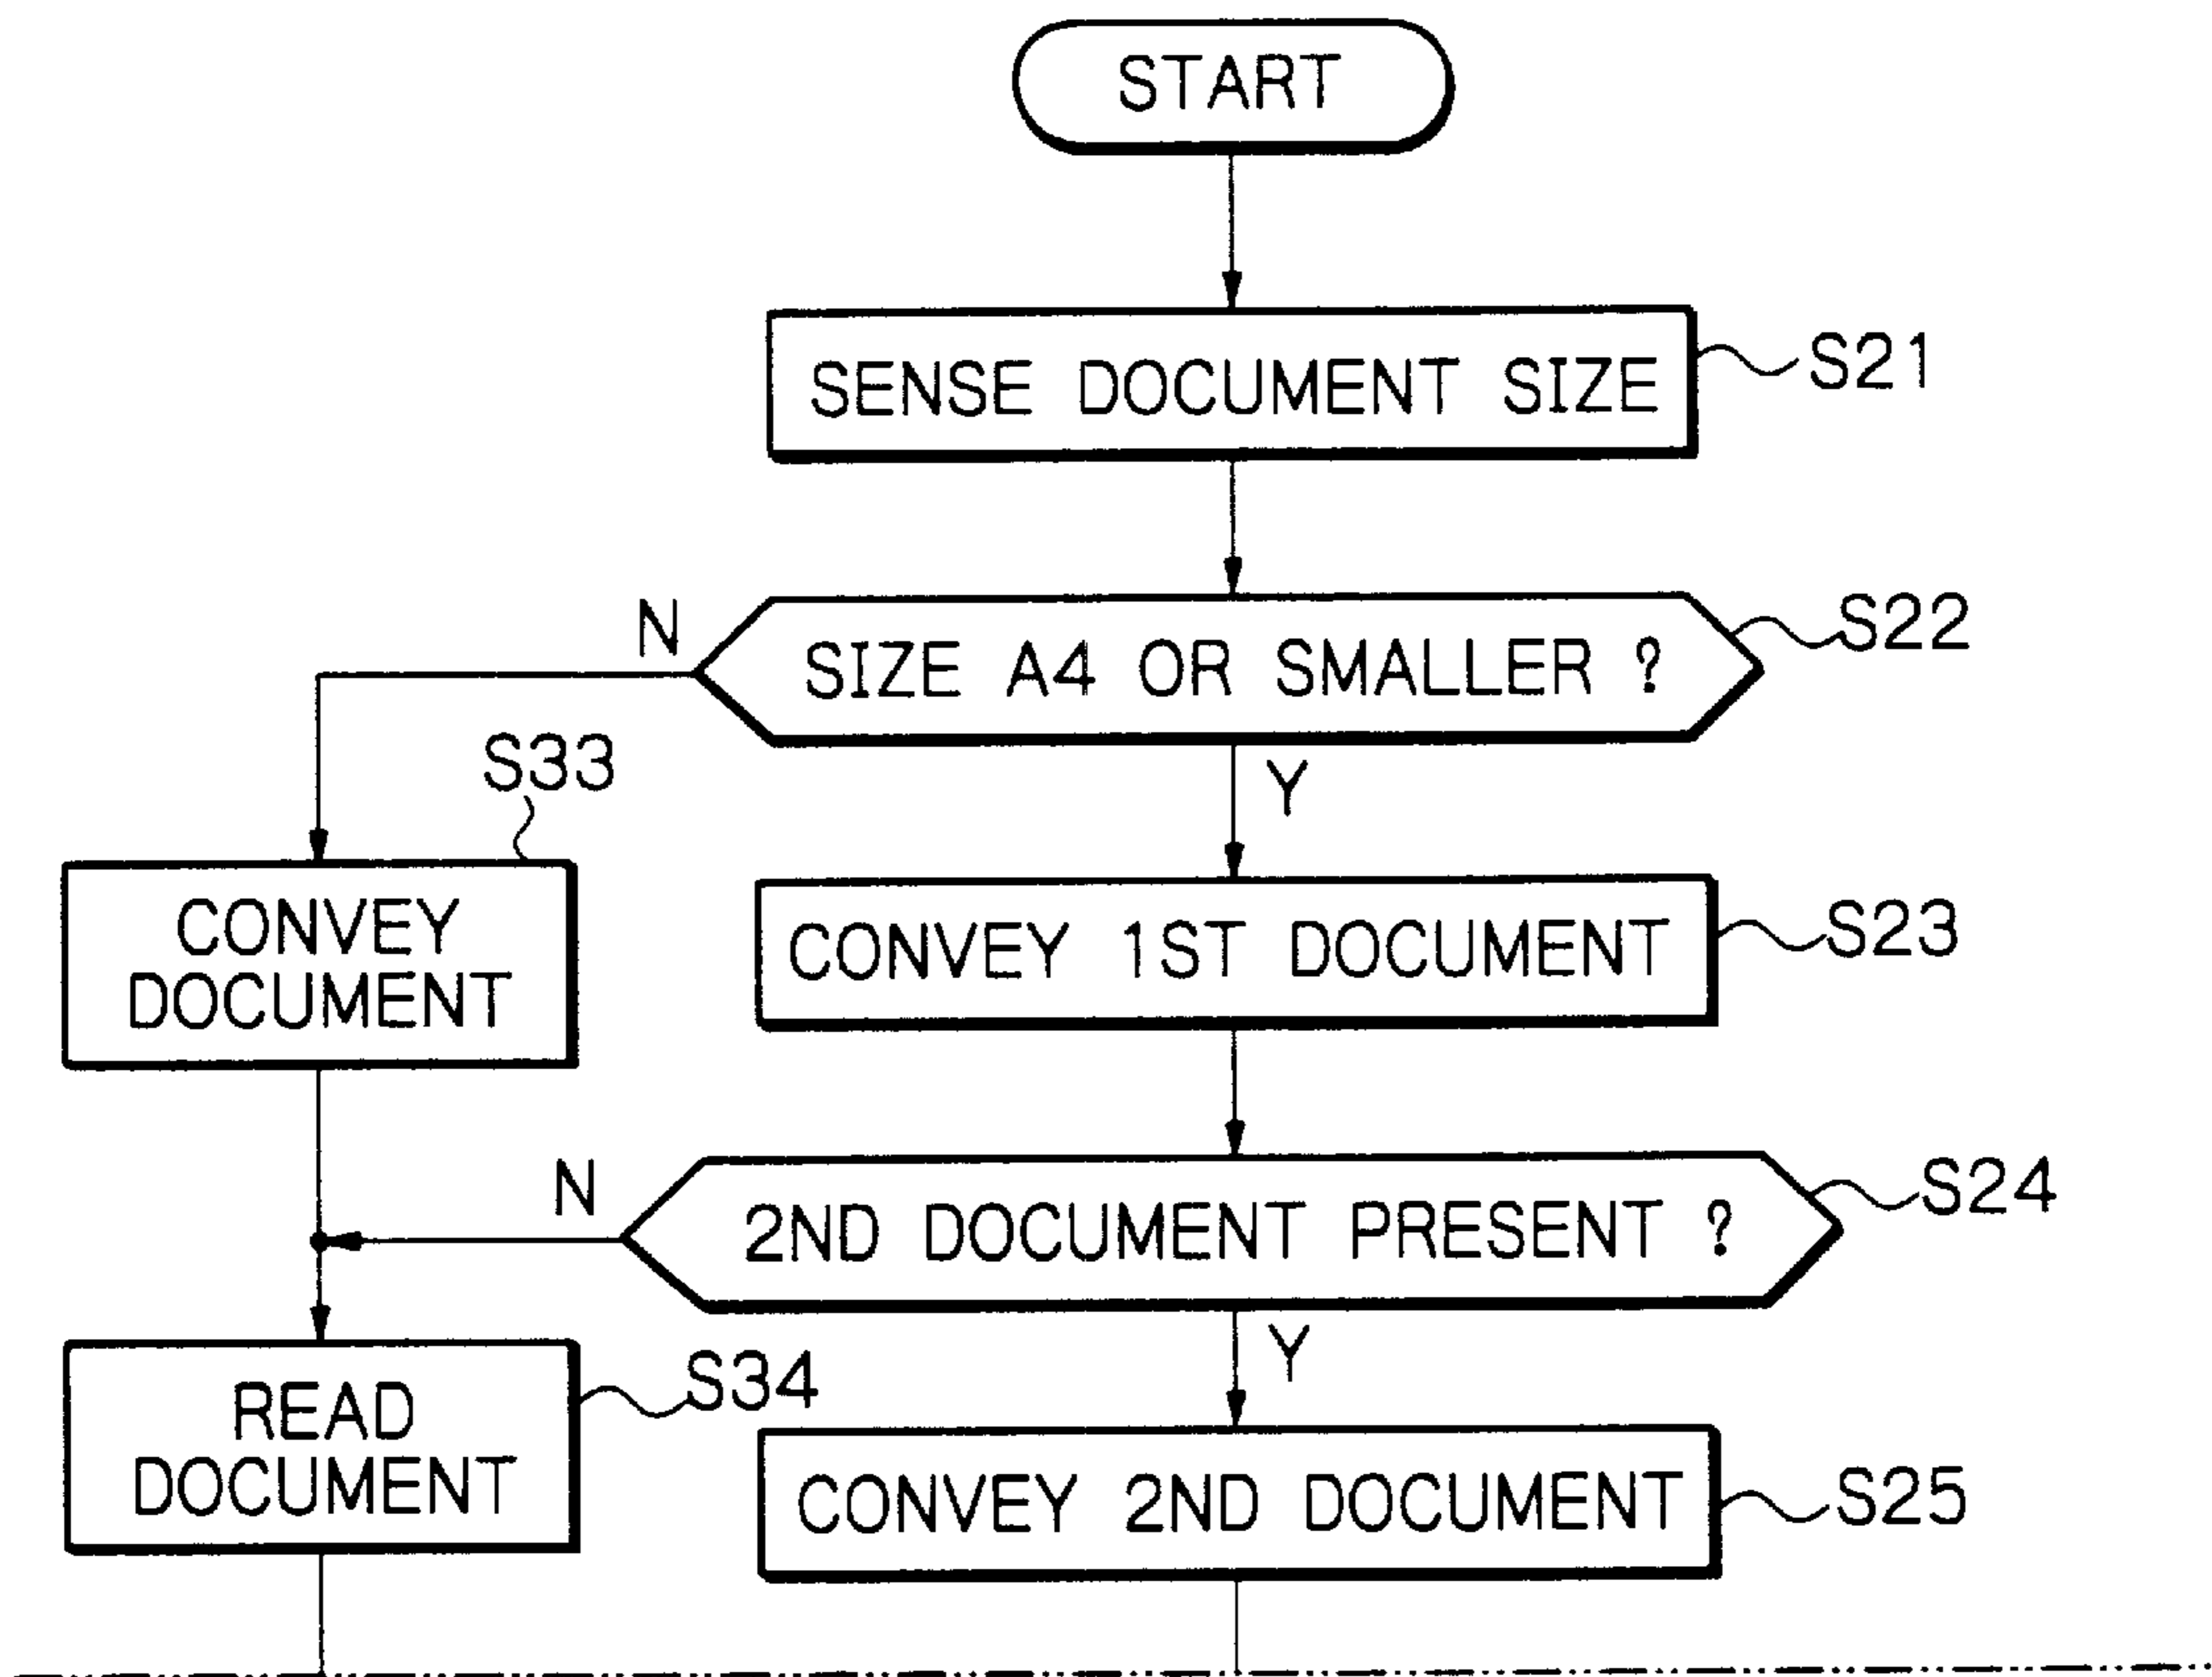 START
SENSE DOCUMENT SIZE
S21
N
SIZE A4 OR SMALLER ?
S22
Y
S33
CONVEY
DOCUMENT
CONVEY 1ST DOCUMENT
S23
N
2ND DOCUMENT PRESENT ?
S24
Y
READ
DOCUMENT
S34
CONVEY 2ND DOCUMENT
S25